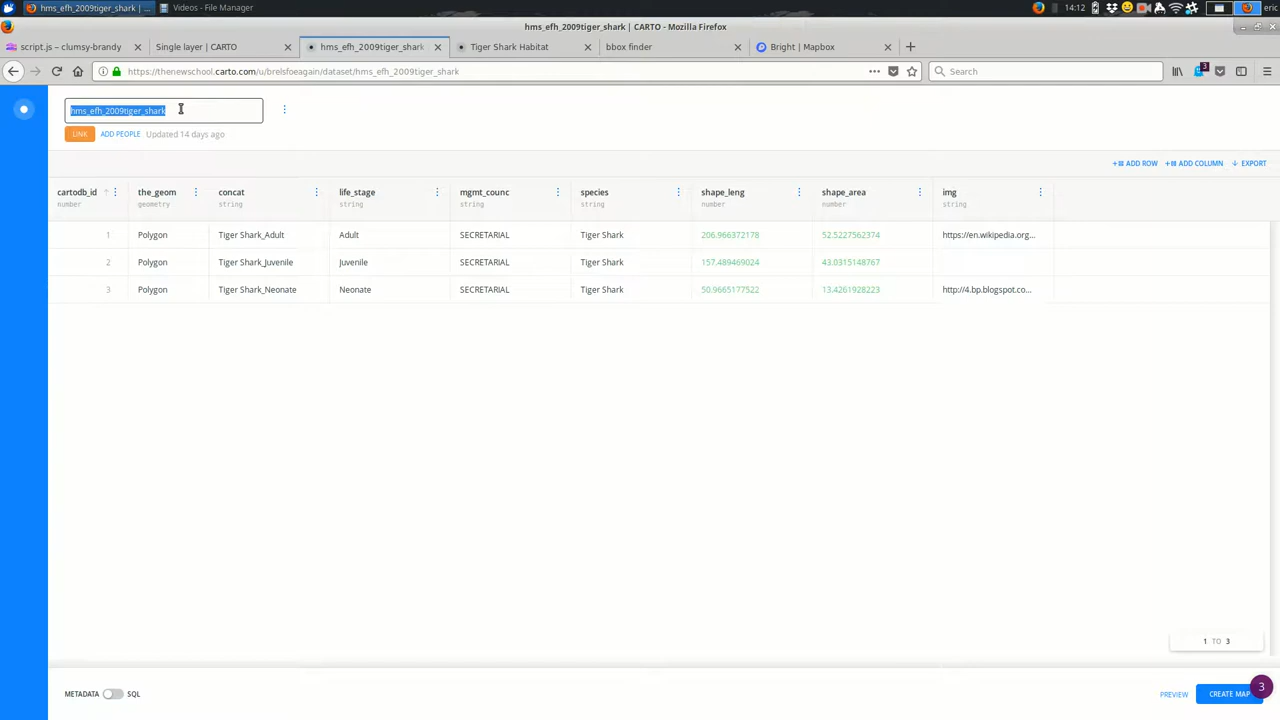 hms_efh_2009tiger_shark | ... Videos - File Manager 14:12 eric
hms_efh_2009tiger_shark | CARTO - Mozilla Firefox
script.js – clumsy-brandy Single layer | CARTO hms_efh_2009tiger_shark Tiger Shark Habitat bbox finder Bright | Mapbox
https://thenewschool.carto.com/u/brelsfoeagain/dataset/hms_efh_2009tiger_shark Search 3
hms_efh_2009tiger_shark
LINK ADD PEOPLE Updated 14 days ago
ADD ROW ADD COLUMN EXPORT
cartodb_id the_geom concat life_stage mgmt_counc species shape_leng shape_area img
number geometry string string string string number number string
1 Polygon Tiger Shark_Adult Adult SECRETARIAL Tiger Shark 206.966372178 52.5227562374 https://en.wikipedia.org...
2 Polygon Tiger Shark_Juvenile Juvenile SECRETARIAL Tiger Shark 157.489469024 43.0315148767
3 Polygon Tiger Shark_Neonate Neonate SECRETARIAL Tiger Shark 50.9665177522 13.4261928223 http://4.bp.blogspot.co...
1 TO 3
METADATA SQL PREVIEW CREATE MAP 3